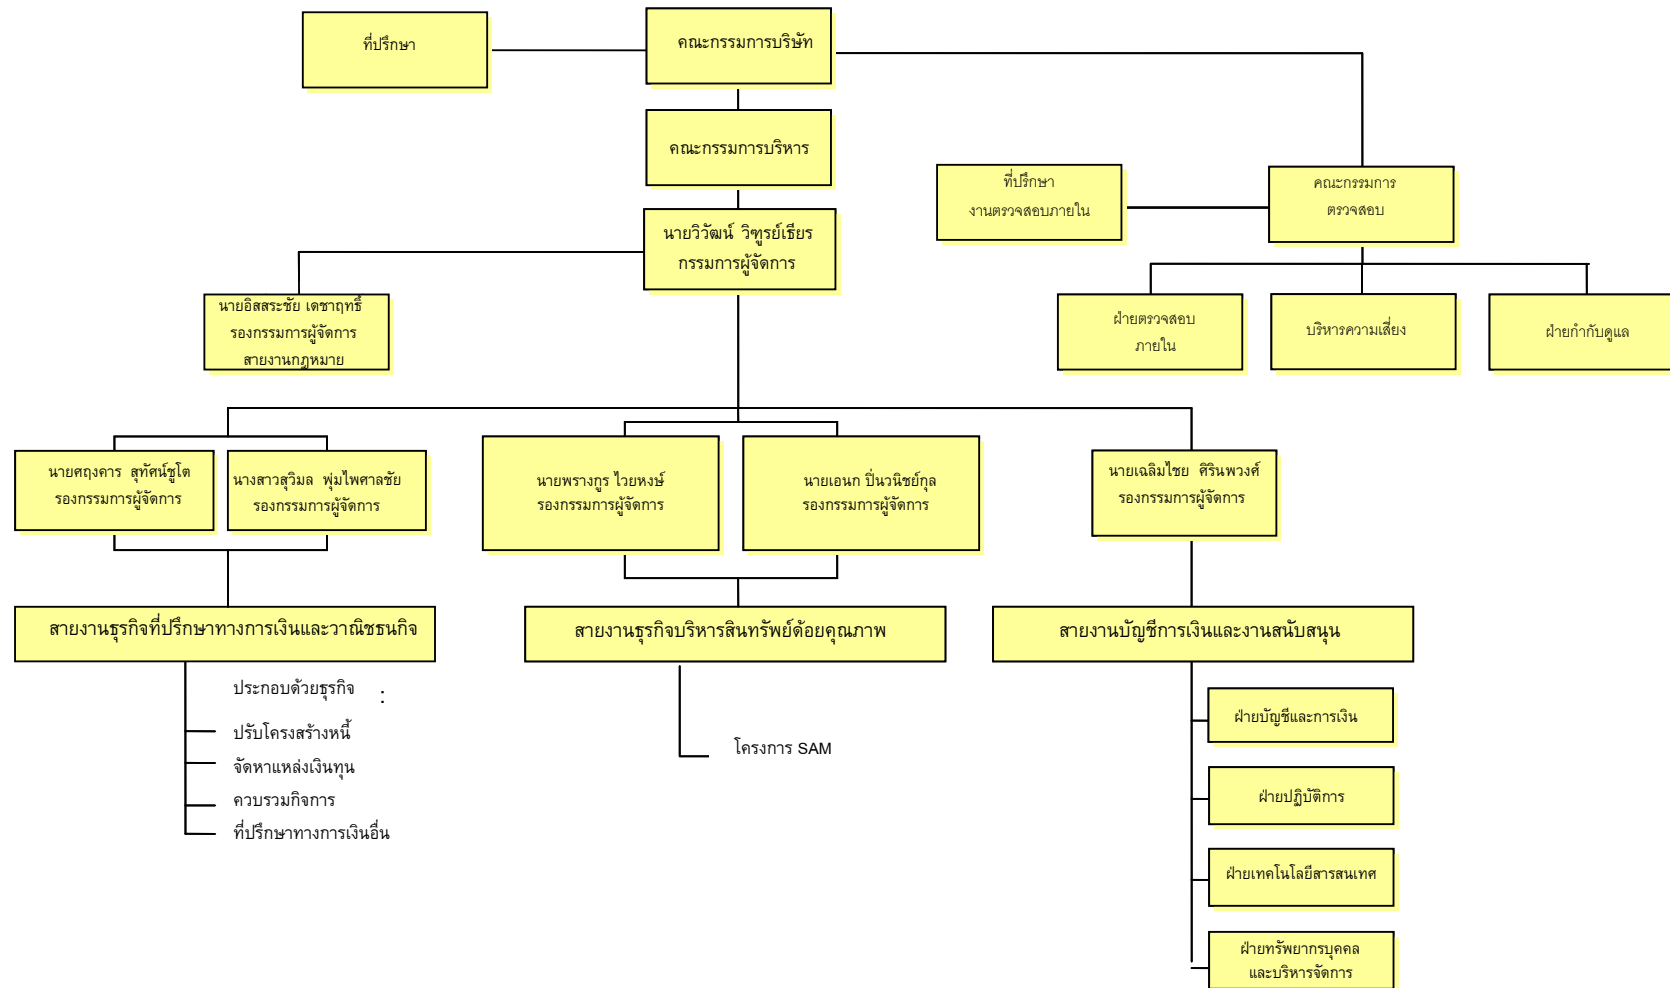 ที่ปรึกษา
คณะกรรมการบริษัท
คณะกรรมการบริหาร
ที่ปรึกษา
งานตรวจสอบภายใน
คณะกรรมการ
ตรวจสอบ
นายวิวัฒน์ วิฑูรย์เธียร
กรรมการผู้จัดการ
นายอิสสระชัย เดชาฤทธิ์
รองกรรมการผู้จัดการ
สายงานกฎหมาย
ฝ่ายตรวจสอบ
ภายใน
บริหารความเสี่ยง
ฝ่ายกำกับดูแล
นายศฤงคาร สุทัศน์ชูโต
รองกรรมการผู้จัดการ
นางสาวสุวิมล พุ่มไพศาลชัย
รองกรรมการผู้จัดการ
นายพรางกูร ไวยหงษ์
รองกรรมการผู้จัดการ
นายเอนก ปิ่นวนิชย์กุล
รองกรรมการผู้จัดการ
นายเฉลิมไชย ศิรินพวงศ์
รองกรรมการผู้จัดการ
สายงานธุรกิจที่ปรึกษาทางการเงินและวาณิชธนกิจ
สายงานธุรกิจบริหารสินทรัพย์ด้อยคุณภาพ
สายงานบัญชีการเงินและงานสนับสนุน
ประกอบด้วยธุรกิจ :
ปรับโครงสร้างหนี้
จัดหาแหล่งเงินทุน
ควบรวมกิจการ
ที่ปรึกษาทางการเงินอื่น
โครงการ SAM
ฝ่ายบัญชีและการเงิน
ฝ่ายปฏิบัติการ
ฝ่ายเทคโนโลยีสารสนเทศ
ฝ่ายทรัพยากรบุคคล
และบริหารจัดการ